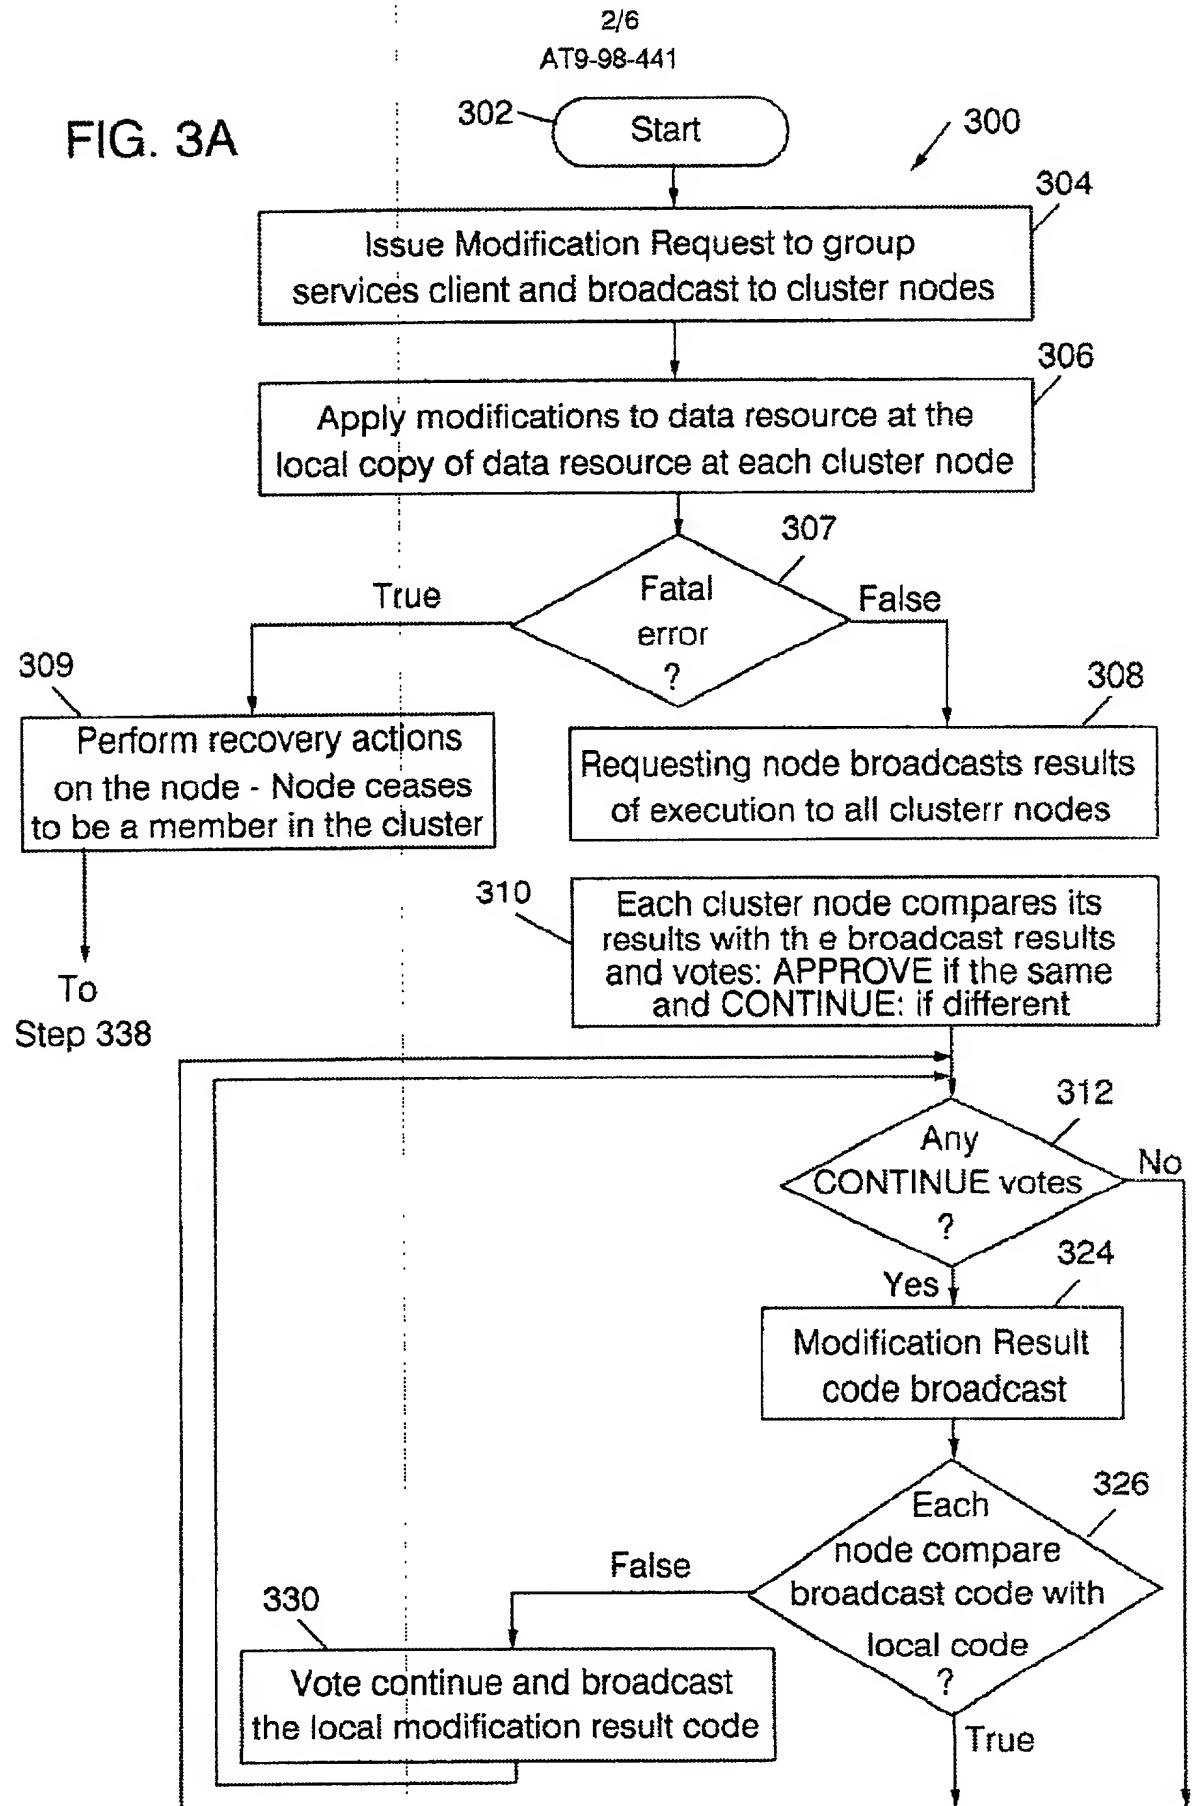 2/6
AT9-98-441
FIG. 3A
302
Start
300
304
Issue Modification Request to group
services client and broadcast to cluster nodes
306
Apply modifications to data resource at the
local copy of data resource at each cluster node
307
Fatal
error
?
True
False
309
Perform recovery actions
on the node - Node ceases
to be a member in the cluster
308
Requesting node broadcasts results
of execution to all clusterr nodes
To
Step 338
310
Each cluster node compares its
results with th e broadcast results
and votes: APPROVE if the same
and CONTINUE: if different
312
Any
CONTINUE votes
?
No
Yes
324
Modification Result
code broadcast
326
Each
node compare
broadcast code with
local code
?
False
True
330
Vote continue and broadcast
the local modification result code